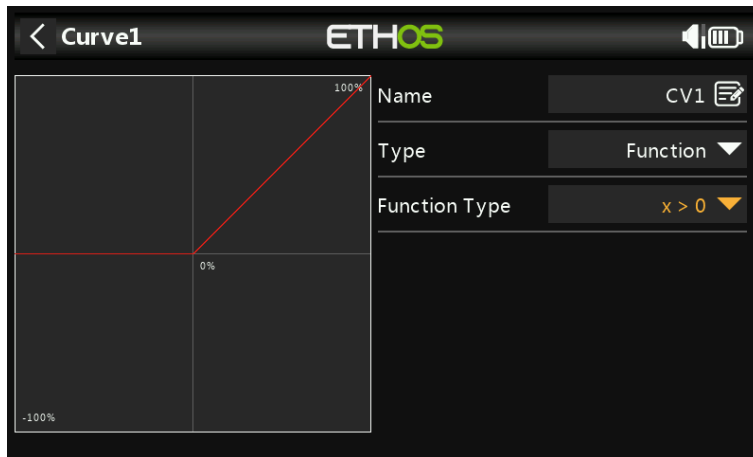 Curve1
ETHOS
100%
0%
-100%
Name CV1
Type Function
Function Type x > 0